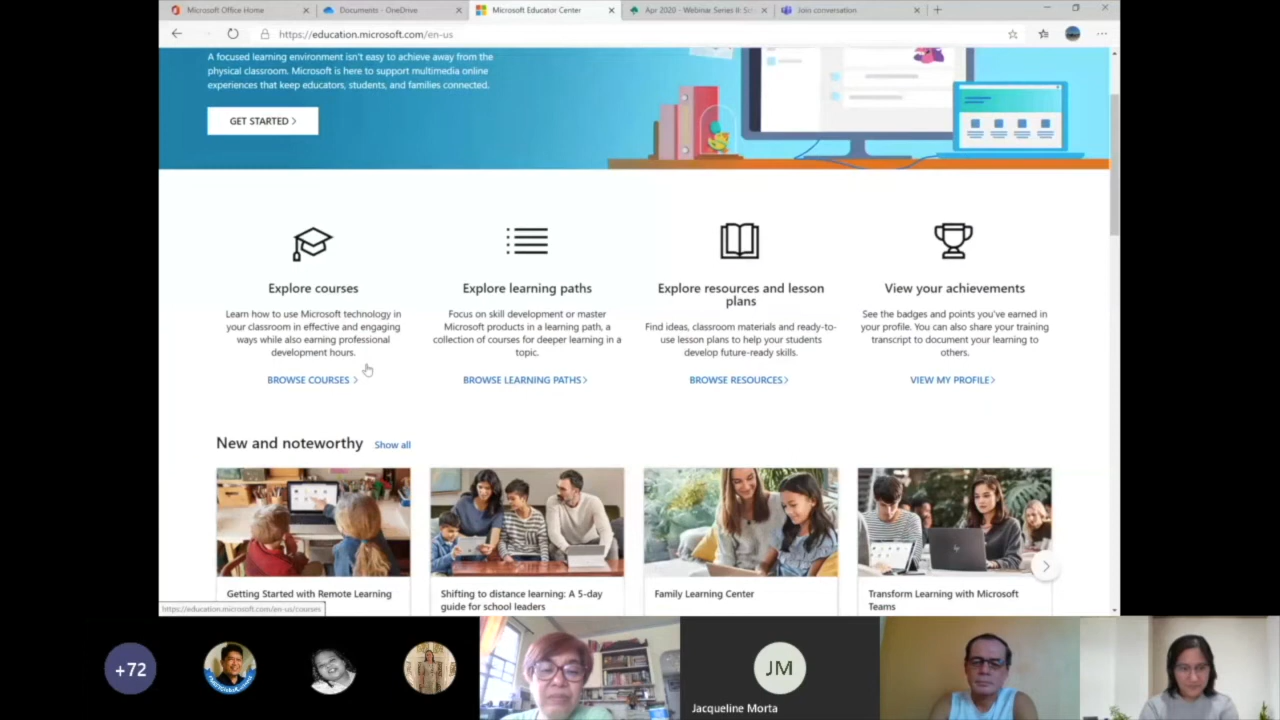 Microsoft Office Home
Documents - OneDrive
Microsoft Educator Center
Apr 2020 - Webinar Series II: Sc
Join conversation
https://education.microsoft.com/en-us
A focused learning environment isn't easy to achieve away from the
physical classroom. Microsoft is here to support multimedia online
experiences that keep educators, students, and families connected.
GET STARTED
Explore courses
Learn how to use Microsoft technology in
your classroom in effective and engaging
ways while also earning professional
development hours.
BROWSE COURSES
Explore learning paths
Focus on skill development or master
Microsoft products in a learning path, a
collection of courses for deeper learning in a
topic.
BROWSE LEARNING PATHS
Explore resources and lesson
plans
Find ideas, classroom materials and ready-to-
use lesson plans to help your students
develop future-ready skills.
BROWSE RESOURCES
View your achievements
See the badges and points you've earned in
your profile. You can also share your training
transcript to document your learning to
others.
VIEW MY PROFILE
New and noteworthy Show all
Getting Started with Remote Learning
Shifting to distance learning: A 5-day
guide for school leaders
Family Learning Center
Transform Learning with Microsoft
Teams
https://education.microsoft.com/en-us/courses
+72
JM
Jacqueline Morta